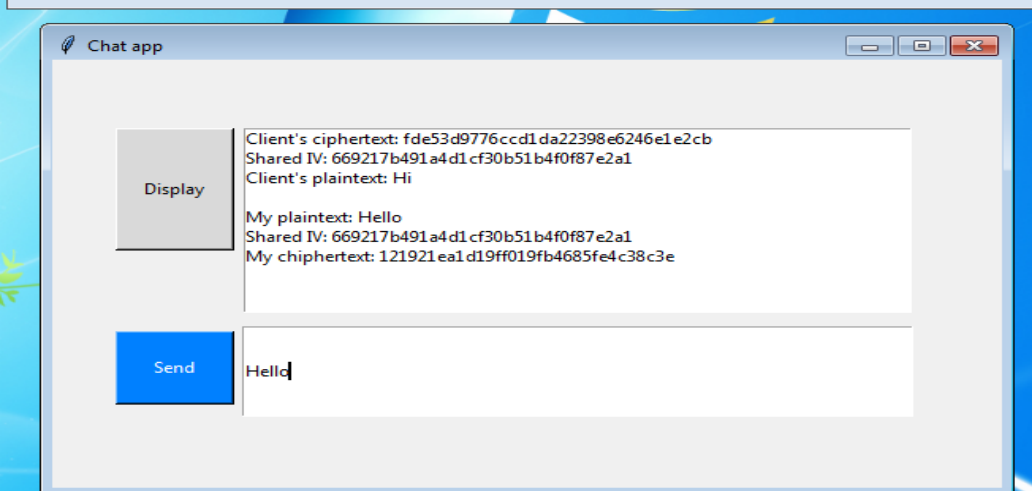 Chat app
Display
Client's ciphertext: fde53d9776ccd1da22398e6246e1e2cb
Shared IV: 669217b491a4d1cf30b51b4f0f87e2a1
Client's plaintext: Hi
My plaintext: Hello
Shared IV: 669217b491a4d1cf30b51b4f0f87e2a1
My chiphertext: 121921ea1d19ff019fb4685fe4c38c3e
Send
Hello